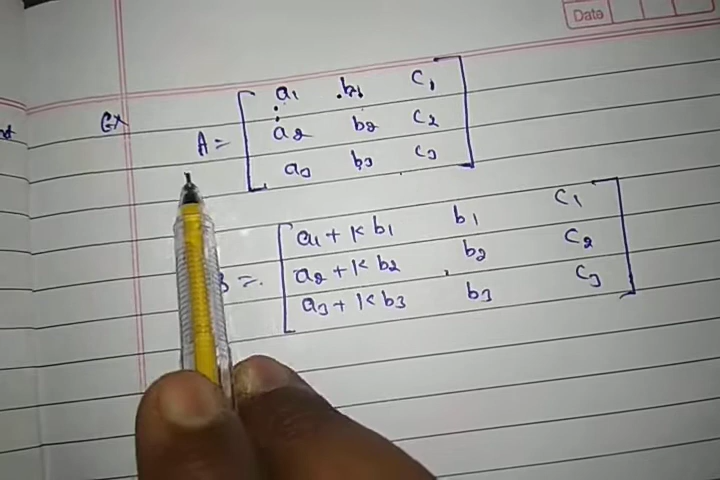 Date
Ex
A = [ a1 b1 c1
a2 b2 c2
a3 b3 c3 ]
B = [ a1 + K b1 b1 c1
a2 + K b2 b2 c2
a3 + K b3 b3 c3 ]